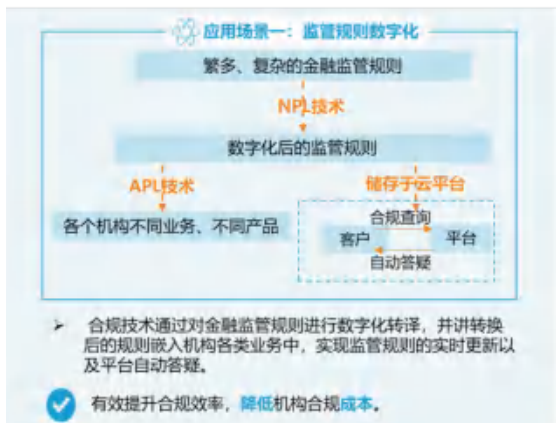 应用场景一：监管规则数字化
繁多、复杂的金融监管规则
NPL技术
数字化后的监管规则
APL技术
储存于云平台
各个机构不同业务、不同产品
合规查询
客户
平台
自动答疑
合规技术通过对金融监管规则进行数字化转译，并讲转换
后的规则嵌入机构各类业务中，实现监管规则的实时更新以
及平台自动答疑。
有效提升合规效率，降低机构合规成本。